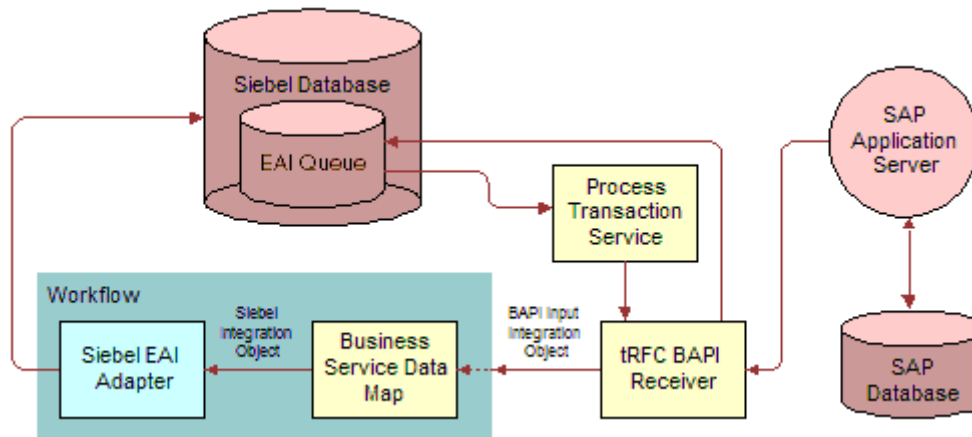 Siebel Database
EAI Queue
SAP
Application
Server
Process
Transaction
Service
Workflow
Siebel
Integration
Object
BAPI Input
Integration
Object
Siebel EAI
Adapter
Business
Service Data
Map
tRFC BAPI
Receiver
SAP
Database